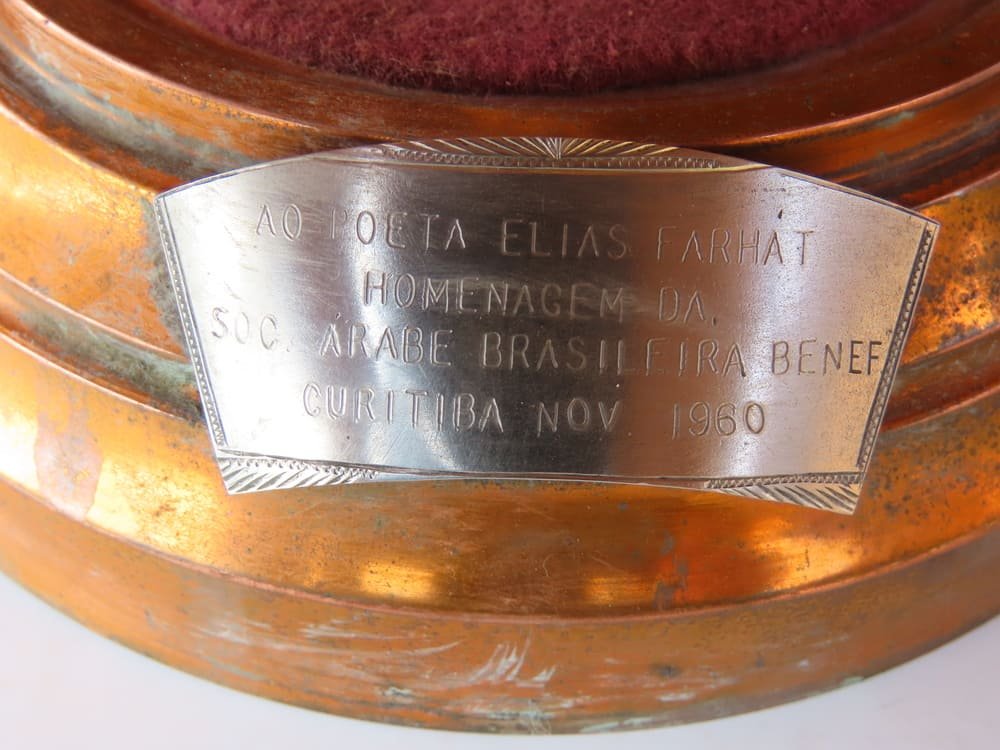 AO POETA ELIAS FARHAT
HOMENAGEM DA.
SOC. ÁRABE BRASILEIRA BENEF
CURITIBA NOV. 1960